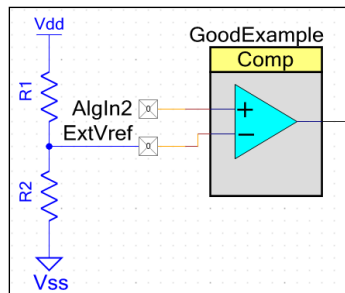 Vdd
R1
R2
Vss
AlgIn2
ExtVref
GoodExample
Comp